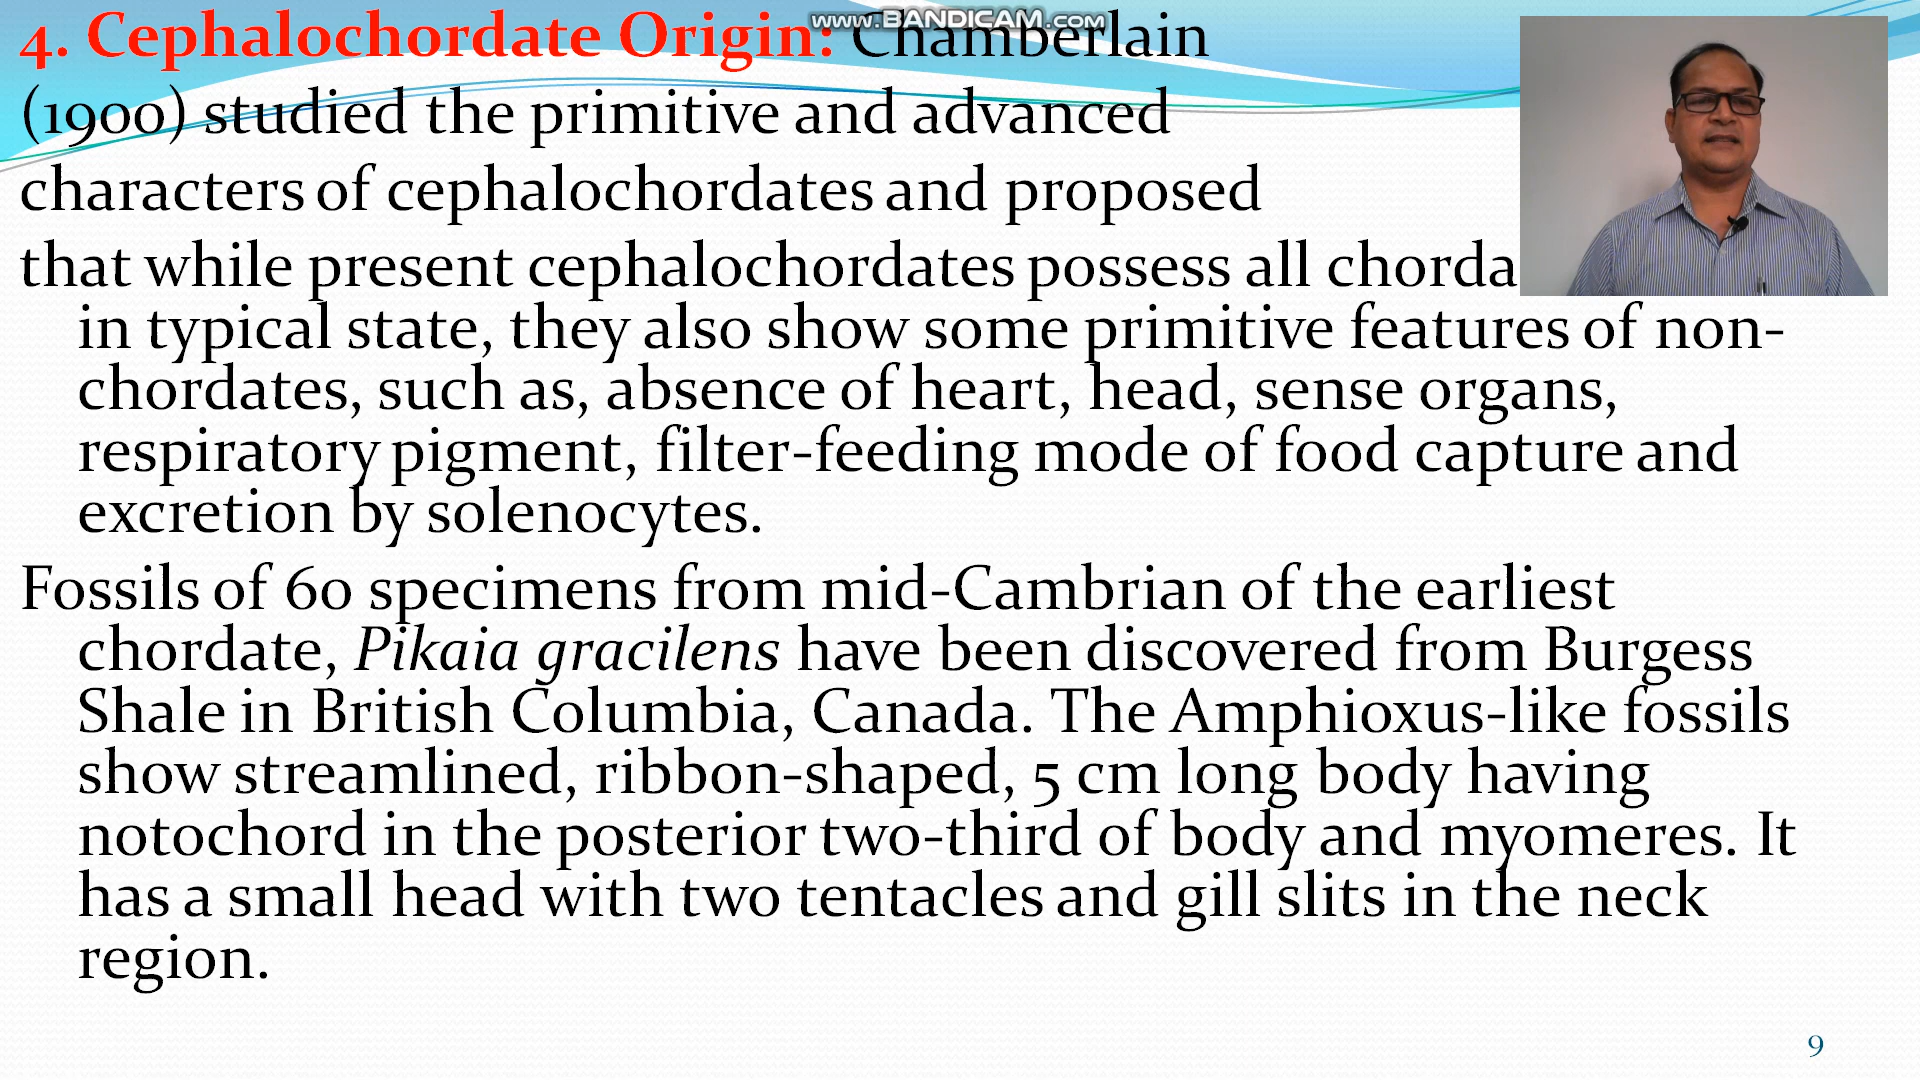 www.BANDICAM.com
4. Cephalochordate Origin: Chamberlain
(1900) studied the primitive and advanced
characters of cephalochordates and proposed
that while present cephalochordates possess all
in typical state, they also show some primitive features of non-
chordates, such as, absence of heart, head, sense organs,
respiratory pigment, filter-feeding mode of food capture and
excretion by solenocytes.
Fossils of 60 specimens from mid-Cambrian of the earliest
chordate, Pikaia gracilens have been discovered from Burgess
Shale in British Columbia, Canada. The Amphioxus-like fossils
show streamlined, ribbon-shaped, 5 cm long body having
notochord in the posterior two-third of body and myomeres. It
has a small head with two tentacles and gill slits in the neck
region.
9